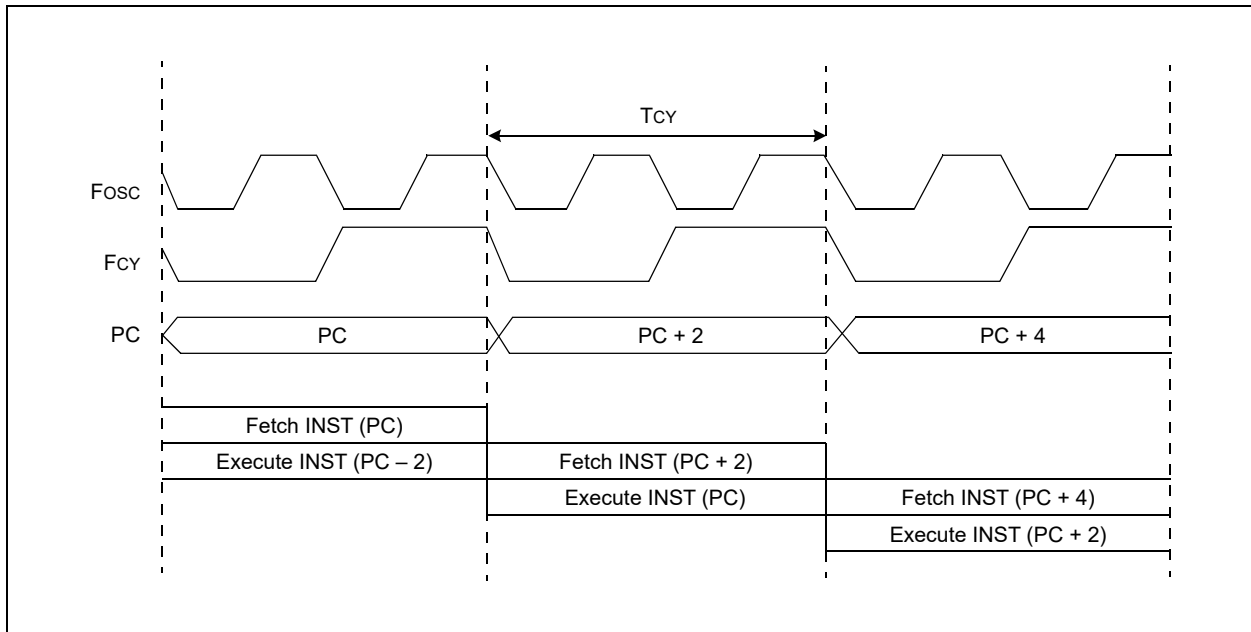 TCY
FOSC
FCY
PC PC PC + 2 PC + 4
Fetch INST (PC)
Execute INST (PC – 2) Fetch INST (PC + 2)
Execute INST (PC) Fetch INST (PC + 4)
Execute INST (PC + 2)